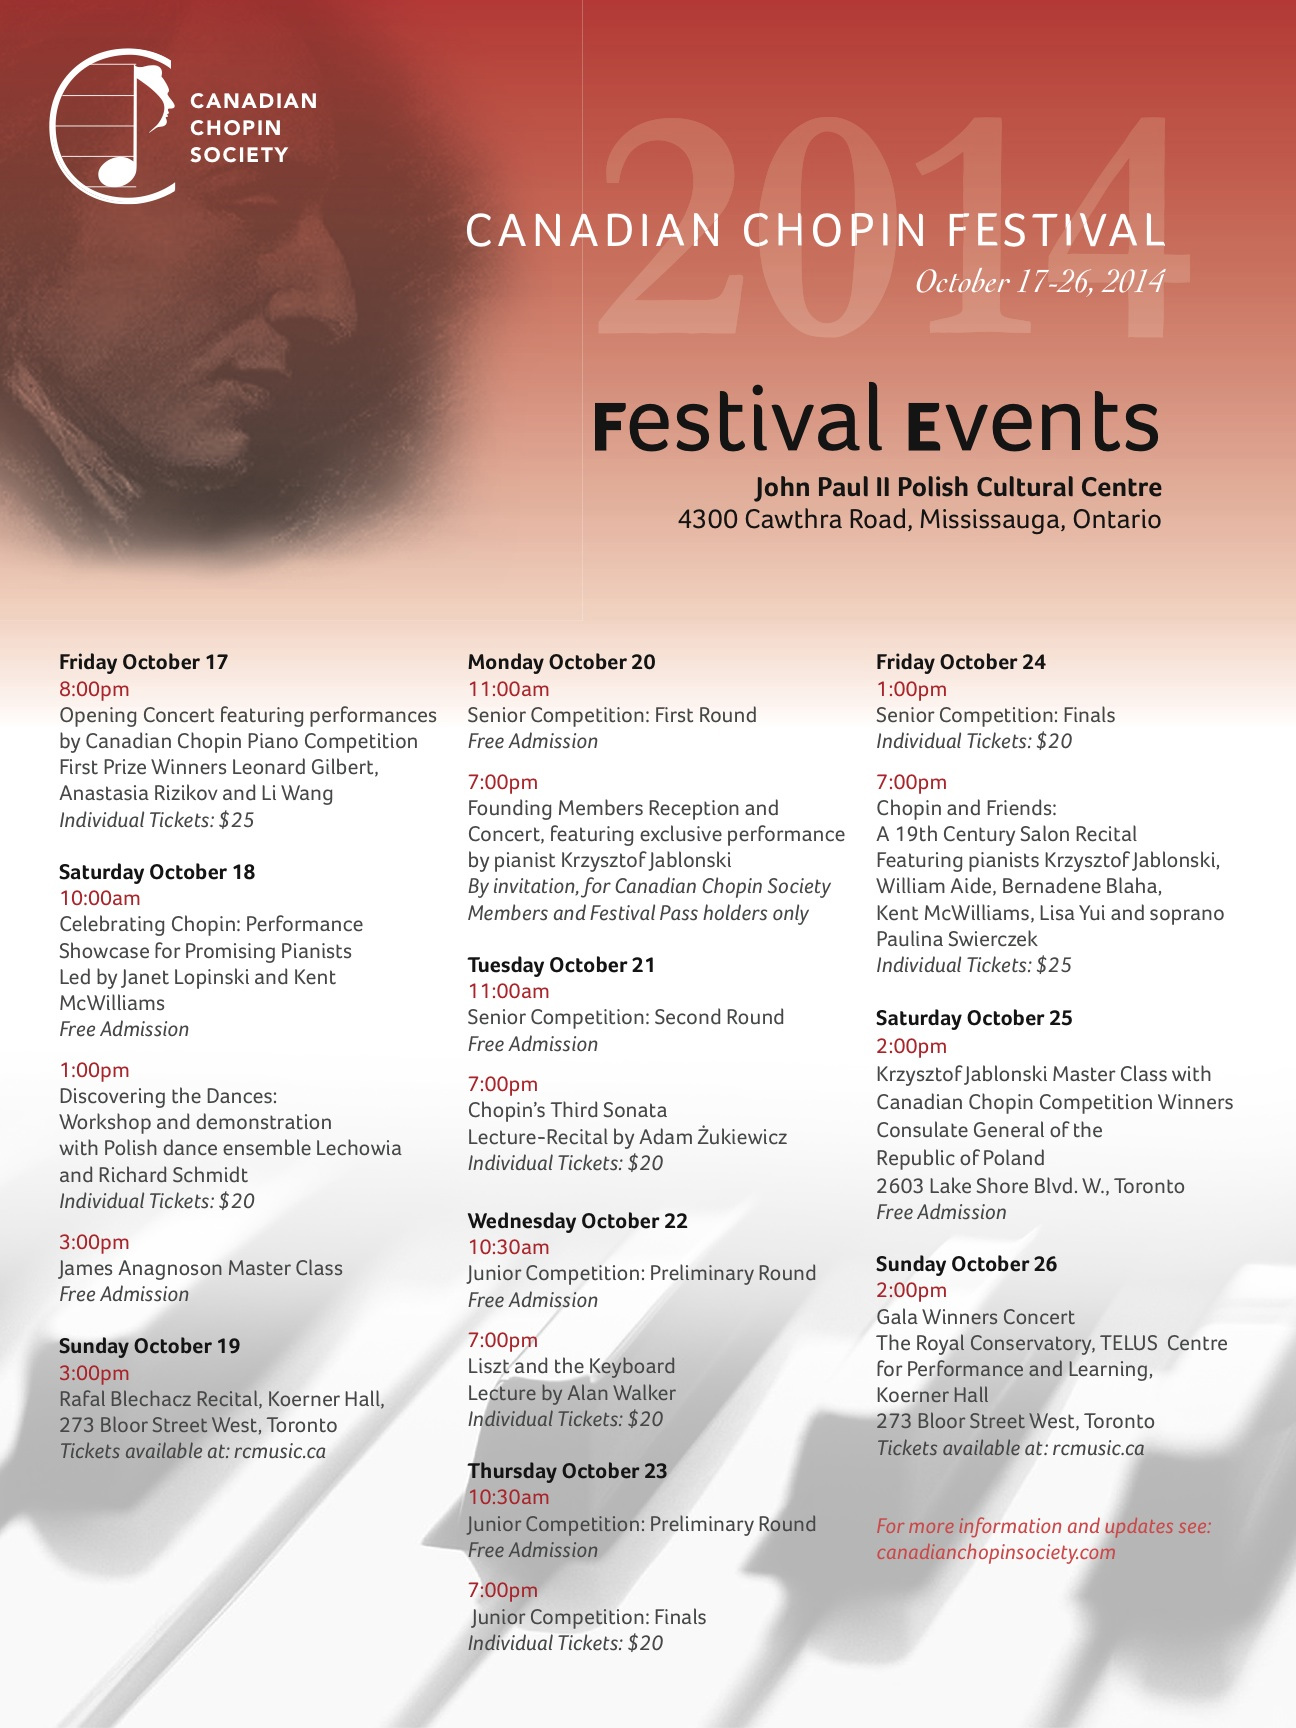 CANADIAN
CHOPIN
SOCIETY
2014
CANADIAN CHOPIN FESTIVAL
October 17-26, 2014
Festival Events
John Paul II Polish Cultural Centre
4300 Cawthra Road, Mississauga, Ontario
Friday October 17
8:00pm
Opening Concert featuring performances
by Canadian Chopin Piano Competition
First Prize Winners Leonard Gilbert,
Anastasia Rizikov and Li Wang
Individual Tickets: $25
Saturday October 18
10:00am
Celebrating Chopin: Performance
Showcase for Promising Pianists
Led by Janet Lopinski and Kent
McWilliams
Free Admission
1:00pm
Discovering the Dances:
Workshop and demonstration
with Polish dance ensemble Lechowia
and Richard Schmidt
Individual Tickets: $20
3:00pm
James Anagnoson Master Class
Free Admission
Sunday October 19
3:00pm
Rafal Blechacz Recital, Koerner Hall,
273 Bloor Street West, Toronto
Tickets available at: rcmusic.ca
Monday October 20
11:00am
Senior Competition: First Round
Free Admission
7:00pm
Founding Members Reception and
Concert, featuring exclusive performance
by pianist Krzysztof Jablonski
By invitation, for Canadian Chopin Society
Members and Festival Pass holders only
Tuesday October 21
11:00am
Senior Competition: Second Round
Free Admission
7:00pm
Chopin’s Third Sonata
Lecture-Recital by Adam Żukiewicz
Individual Tickets: $20
Wednesday October 22
10:30am
Junior Competition: Preliminary Round
Free Admission
7:00pm
Liszt and the Keyboard
Lecture by Alan Walker
Individual Tickets: $20
Thursday October 23
10:30am
Junior Competition: Preliminary Round
Free Admission
7:00pm
Junior Competition: Finals
Individual Tickets: $20
Friday October 24
1:00pm
Senior Competition: Finals
Individual Tickets: $20
7:00pm
Chopin and Friends:
A 19th Century Salon Recital
Featuring pianists Krzysztof Jablonski,
William Aide, Bernadene Blaha,
Kent McWilliams, Lisa Yui and soprano
Paulina Swierczek
Individual Tickets: $25
Saturday October 25
2:00pm
Krzysztof Jablonski Master Class with
Canadian Chopin Competition Winners
Consulate General of the
Republic of Poland
2603 Lake Shore Blvd. W., Toronto
Free Admission
Sunday October 26
2:00pm
Gala Winners Concert
The Royal Conservatory, TELUS Centre
for Performance and Learning,
Koerner Hall
273 Bloor Street West, Toronto
Tickets available at: rcmusic.ca
For more information and updates see:
canadianchopinsociety.com